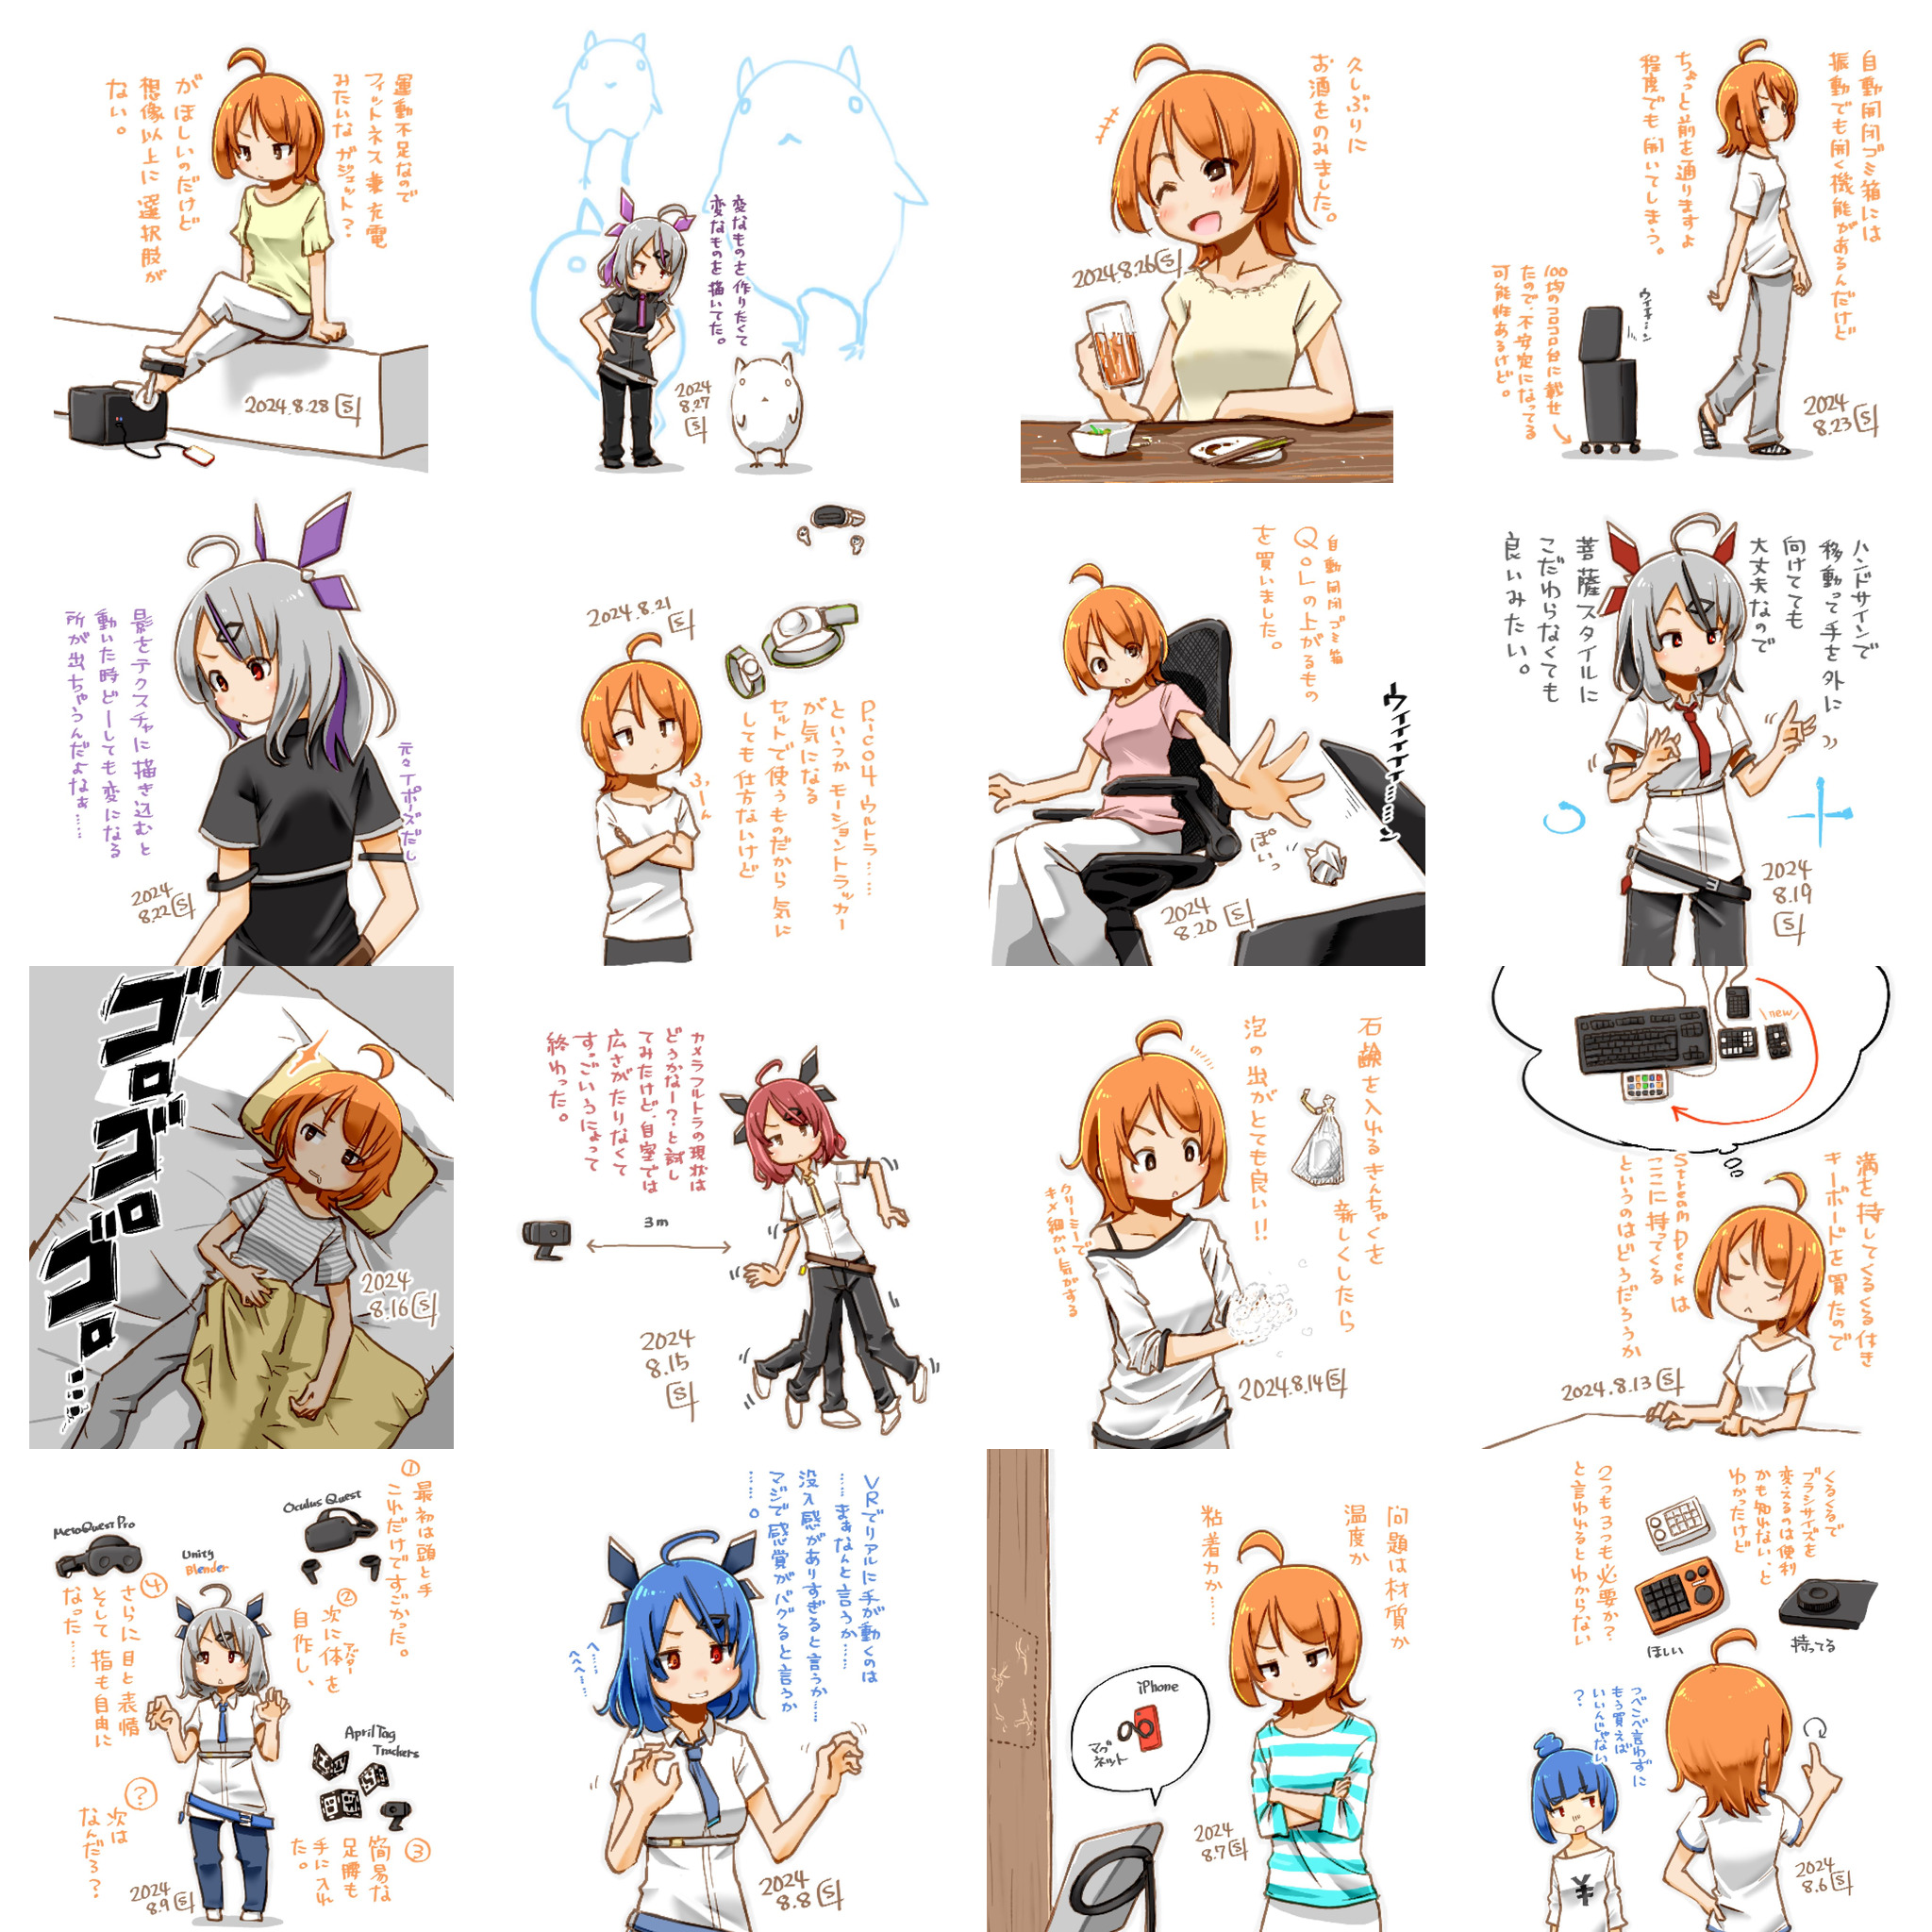 運動不足なので
フィットネス兼充電
みたいなガジェット?
がほしいのだけど
想像以上に選択肢が
ない。
2024.8.28
変なものを作りたくて
変なものを描いてた。
2024
8.27
久しぶりに
お酒をのみました。
2024.8.26
自動開閉ゴミ箱には
振動でも開く機能があるんだけど
ちょっと前を通りますよ
程度でも開いてしまう。
ウイイーン
100均のコロコロ台に載せ
たので、不安定になってる
可能性あるけど。
2024
8.23
影をテクスチャに描き込むと
動いた時どーしても変になる
所が出ちゃうんだよなぁ……
元々Tポーズだし
2024
8.22
2024.8.21
Pico4 ウルトラ……
というかモーショントラッカー
が気になる
セルトで使うものだから気に
しても仕方ないけど
ふーん
自動開閉ゴミ箱
QoLの上がるもの
を買いました。
ウイイイイイーーーン
ぽいっ
2024
8.20
ハンドサインで
移動って手を外に
向けてても
大丈夫なので
菩薩スタイルに
こだわらなくても
良いみたい。
2024
8.19
ゴロゴロゴロゴロ……
2024
8.16
カメラフルトラの現状は
どうかなー?と試し
てみたけど、自室では
広さがたりなくて
すっごいうにょって
終わった。
3m
2024
8.15
石鹸を入れるきんちゃくを
新しくしたら
泡の出がとても良い!!
クリーミーで
キメ細かい気がする
2024.8.14
new
満を持してくるくる付き
キーボードを買たので
Stream Deckは
ここに持ってくる
というのはどうだろうか
2024.8.13
①
最初は頭と手
これだけですごかった。
Oculus Quest
②
次に体を
アバター
自作し、
AprilTag
Trackers
③
簡易な
足腰も
手に入れ
た。
MetaQuestPro
Unity
Blender
④
さらに目と表情
そして指も自由に
なった……
?
次は
なんだろ?
2024
8.9
VRでリアルに手が動くのは
……まぁなんと言うか……
没入感がありすぎると言うか……
マジで感覚がバグると言うか
……。
へ……
へへへ……
2024
8.8
問題は材質か
温度か
粘着力か……
iPhone
マグ
ネット
2024
8.7
くるくるで
ブラシサイズを
変えるのは便利
かも知れない、と
わかったけど
2つも3つも必要か?
と言われるとわからない
ほしい
持ってる
つべこべ言わずに
もう買えば
いいんじゃない
?
¥
2024
8.6